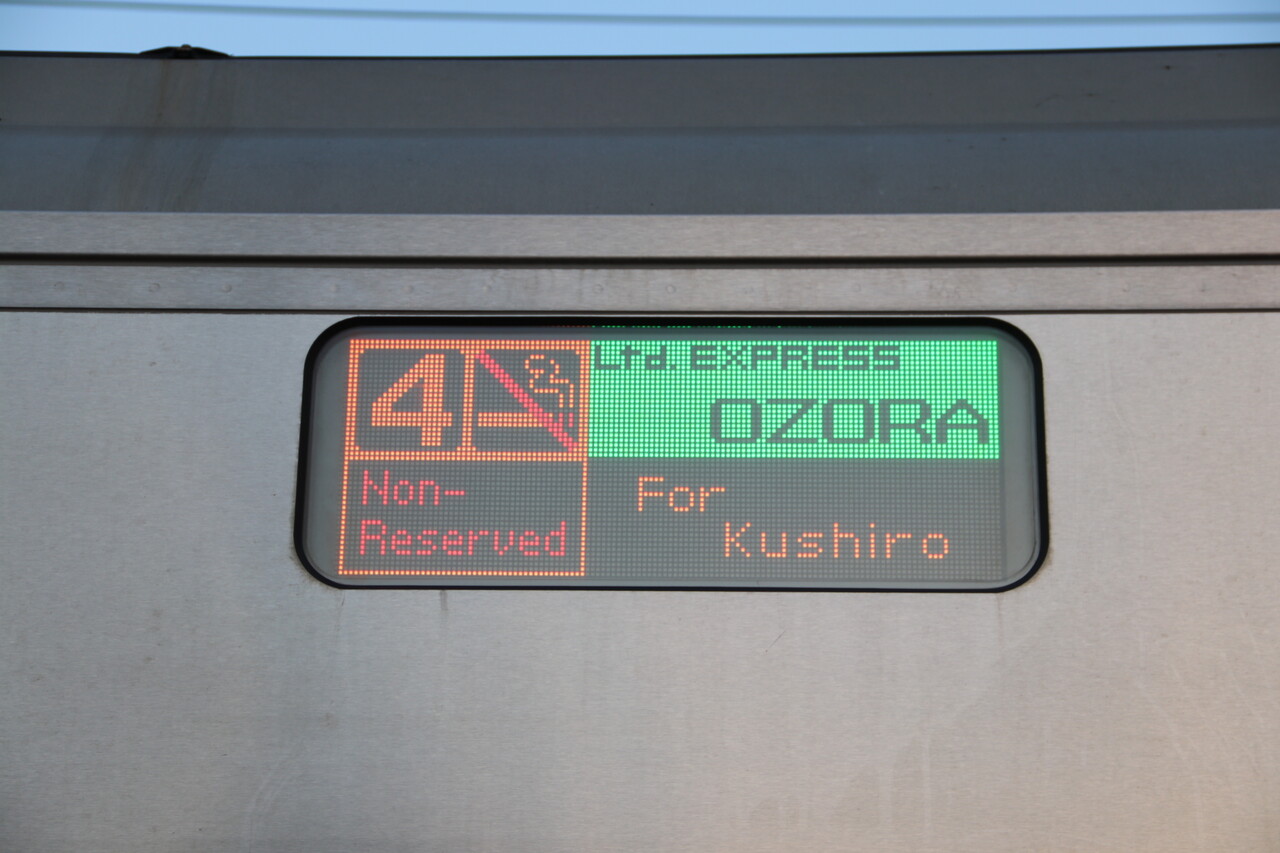 4
Non-
Reserved
Ltd. EXPRESS
OZORA
For
Kushiro